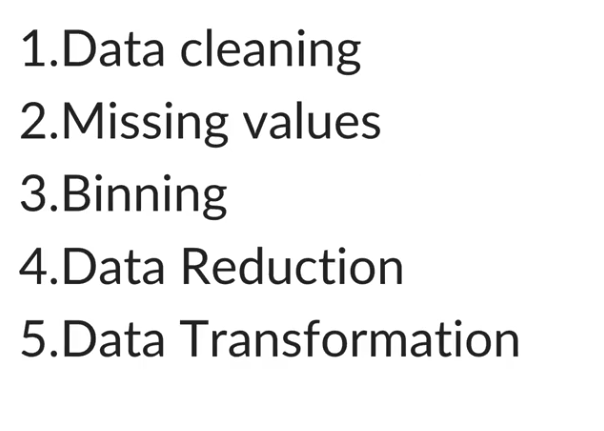 1.Data cleaning
2.Missing values
3.Binning
4.Data Reduction
5.Data Transformation